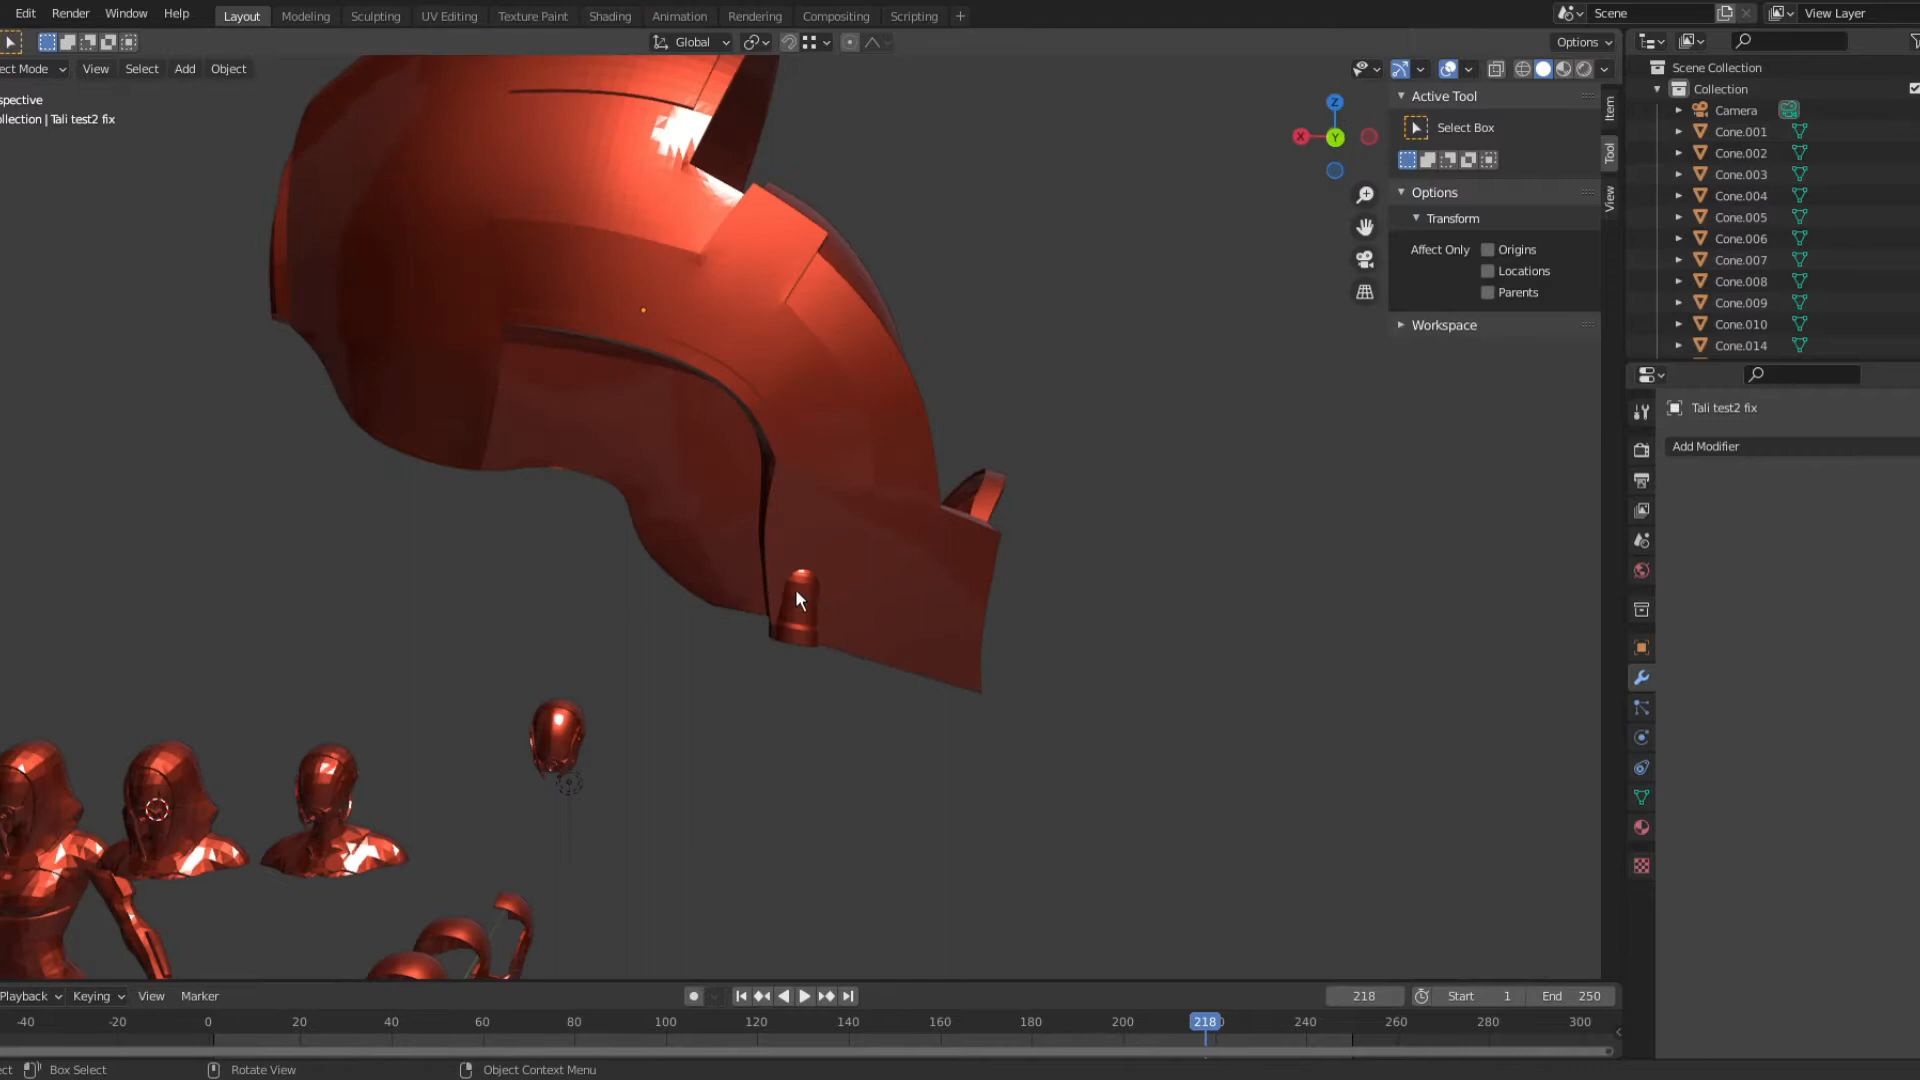 Edit Render Window Help Layout Modeling Sculpting UV Editing Texture Paint Shading Animation Rendering Compositing Scripting + Scene View Layer
Global Options
ect Mode View Select Add Object
spective
ollection | Tali test2 fix
Z
X
Y
Active Tool
Select Box
Options
Transform
Affect Only Origins
Locations
Parents
Workspace
Item
Tool
View
Scene Collection
Collection
Camera
Cone.001
Cone.002
Cone.003
Cone.004
Cone.005
Cone.006
Cone.007
Cone.008
Cone.009
Cone.010
Cone.014
Tali test2 fix
Add Modifier
Playback Keying View Marker 218 Start 1 End 250
-40 -20 0 20 40 60 80 100 120 140 160 180 200 218 240 260 280 300
ect Box Select Rotate View Object Context Menu